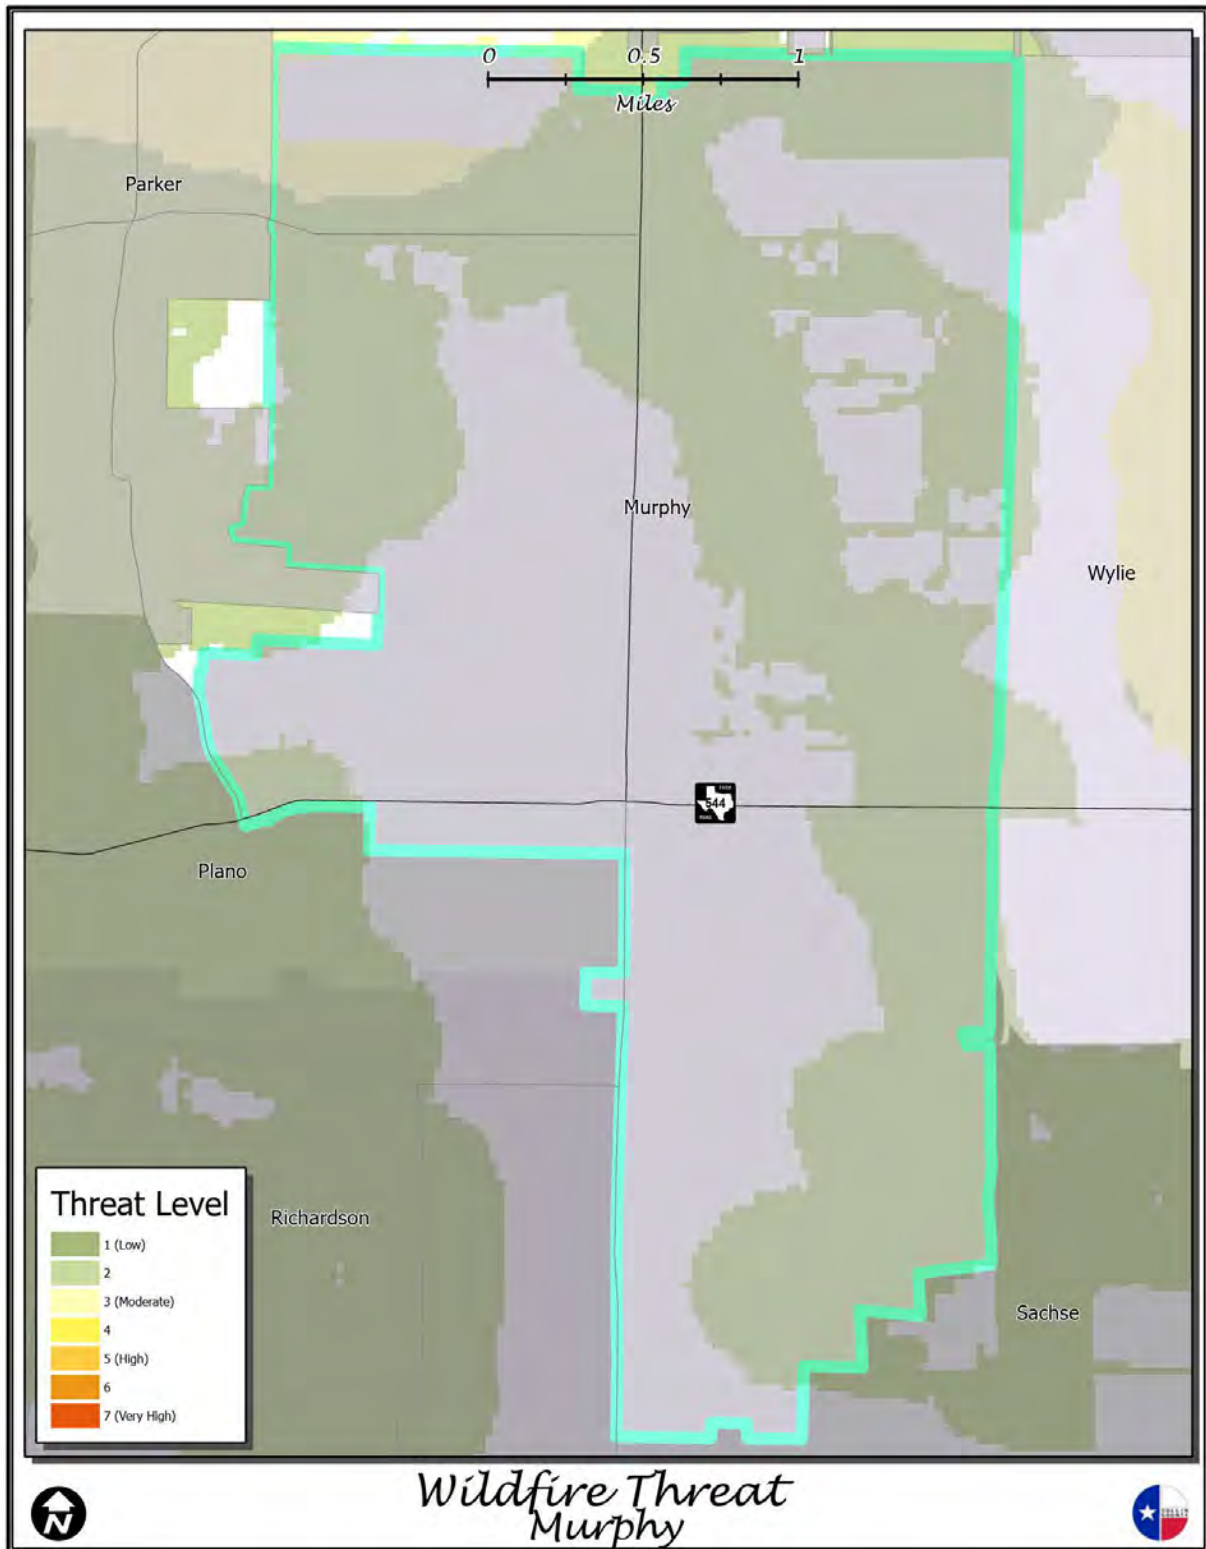 0 0.5 1
Miles
Parker
Murphy
Wylie
544
Plano
Richardson
Sachse
Threat Level
1 (Low)
2
3 (Moderate)
4
5 (High)
6
7 (Very High)
N
Wildfire Threat
Murphy